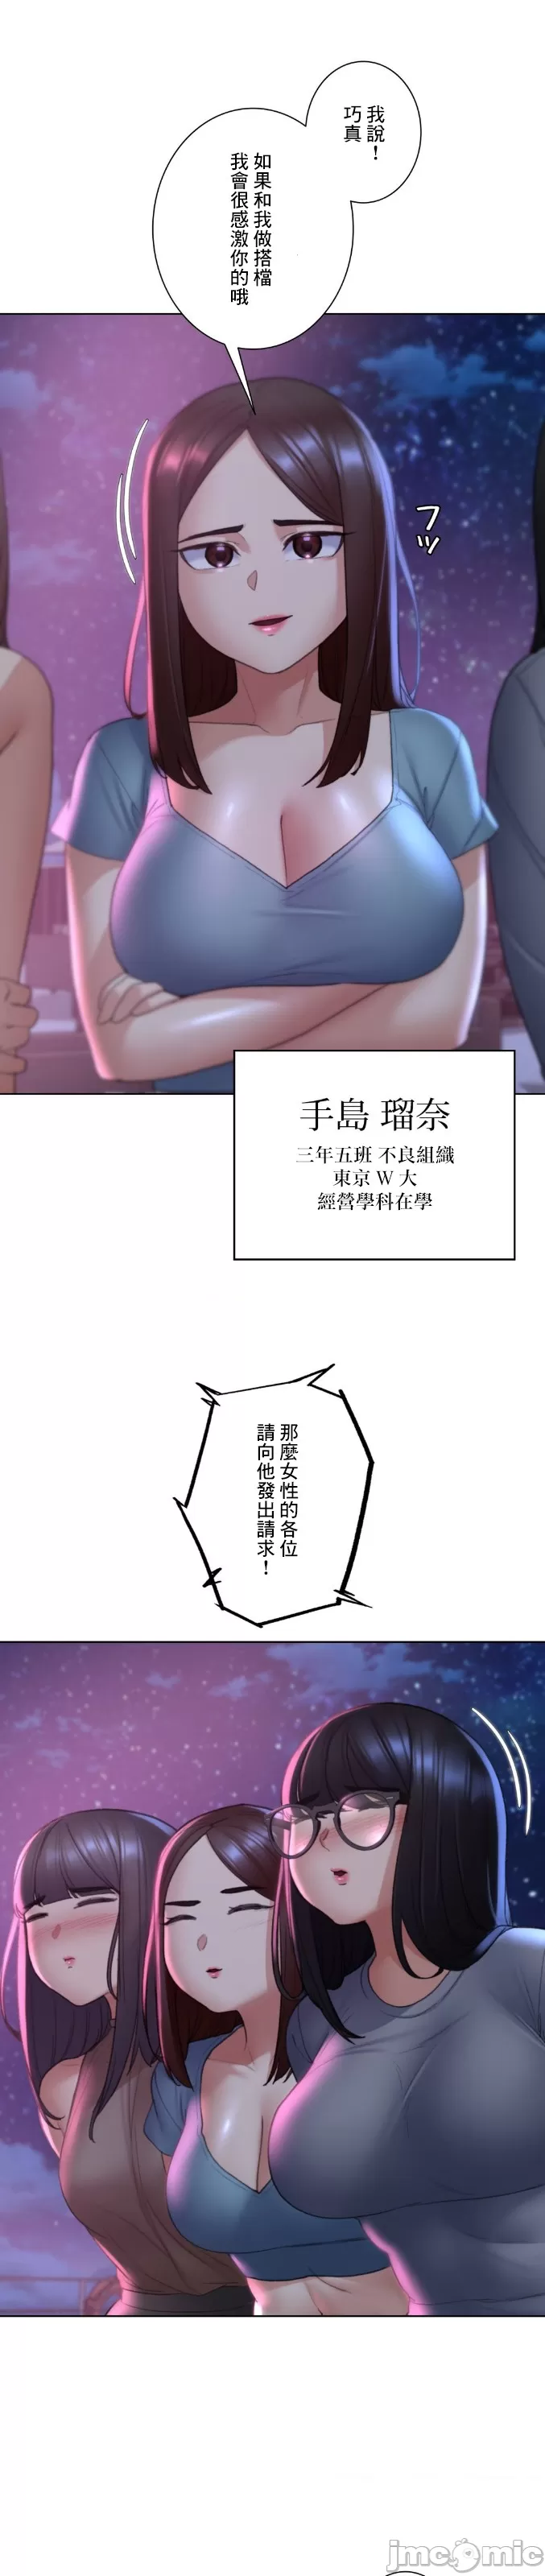 我說！
巧真
如果和我做搭檔
我會很感激你的哦
フッ
手島 瑠奈
三年五班 不良組織
東京 W 大
經營學科在學
那麼女性的各位
請向他發出請求！
jmcomic